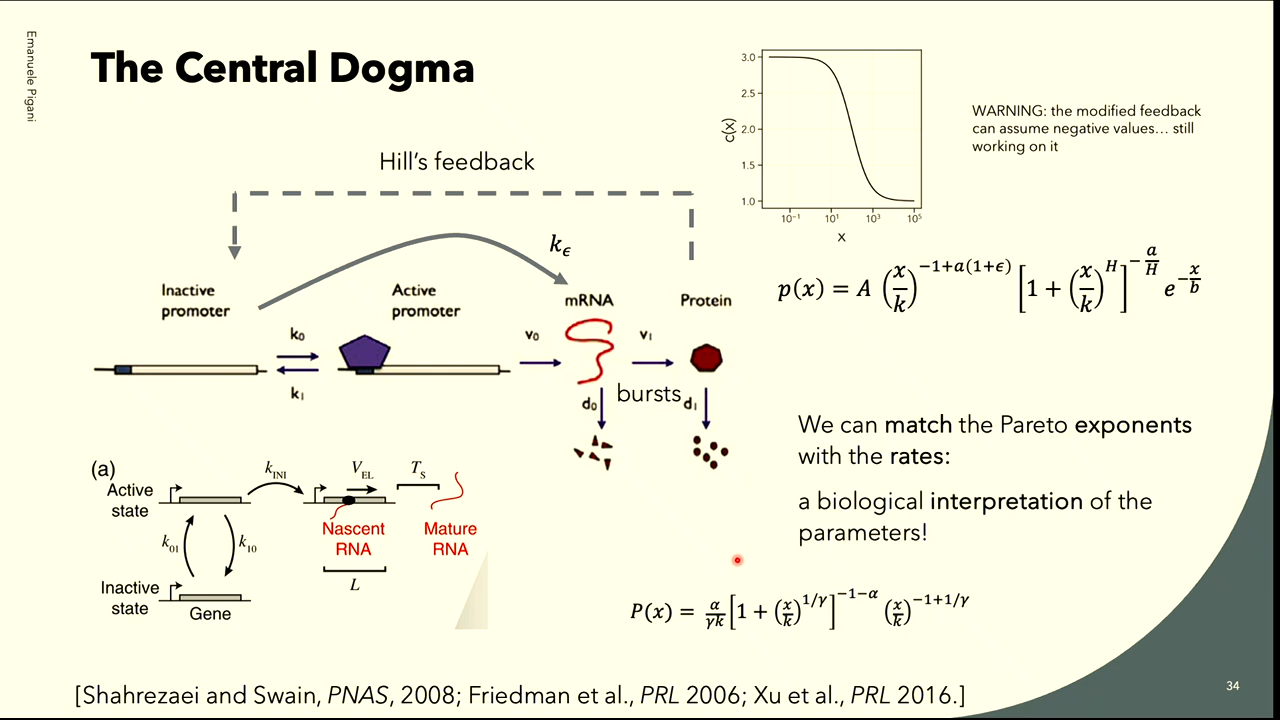 Emanuele Pigani
The Central Dogma
3.0
2.5
2.0
1.5
1.0
c(x)
10⁻¹ 10¹ 10³ 10⁵
x
WARNING: the modified feedback
can assume negative values... still
working on it
Hill's feedback
k_ϵ
Inactive
promoter
Active
promoter
mRNA
Protein
k₀
k₁
v₀
v₁
bursts
d₀
d₁
p(x) = A (x/k)^{-1+a(1+ϵ)} [1 + (x/k)^H]^{-a/H} e^{-x/b}
We can match the Pareto exponents
with the rates:
a biological interpretation of the
parameters!
(a)
Active
state
k_INI
V_EL
T_S
Nascent
RNA
Mature
RNA
k_01
k_10
L
Inactive
state
Gene
P(x) = α/γk [1 + (x/k)^{1/γ}]^{-1-α} (x/k)^{-1+1/γ}
[Shahrezaei and Swain, PNAS, 2008; Friedman et al., PRL 2006; Xu et al., PRL 2016.]
34